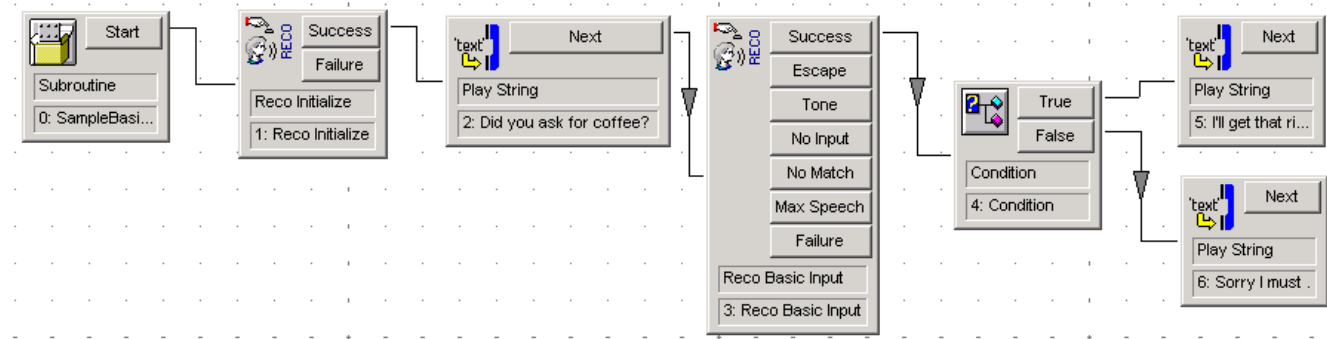 Start
Subroutine
0: SampleBasi...
RECO
Success
Failure
Reco Initialize
1: Reco Initialize
'text'
Next
Play String
2: Did you ask for coffee?
RECO
Success
Escape
Tone
No Input
No Match
Max Speech
Failure
Reco Basic Input
3: Reco Basic Input
?
True
False
Condition
4: Condition
'text'
Next
Play String
5: I'll get that ri...
'text'
Next
Play String
6: Sorry I must .